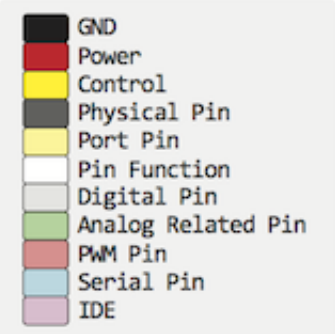 GND
Power
Control
Physical Pin
Port Pin
Pin Function
Digital Pin
Analog Related Pin
PWM Pin
Serial Pin
IDE